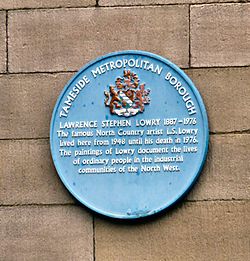 TAMESIDE METROPOLITAN BOROUGH
LAWRENCE STEPHEN LOWRY 1887-1976
The famous North Country artist L.S. Lowry
lived here from 1948 until his death in 1976.
The paintings of Lowry document the lives
of ordinary people in the industrial
communities of the North West.